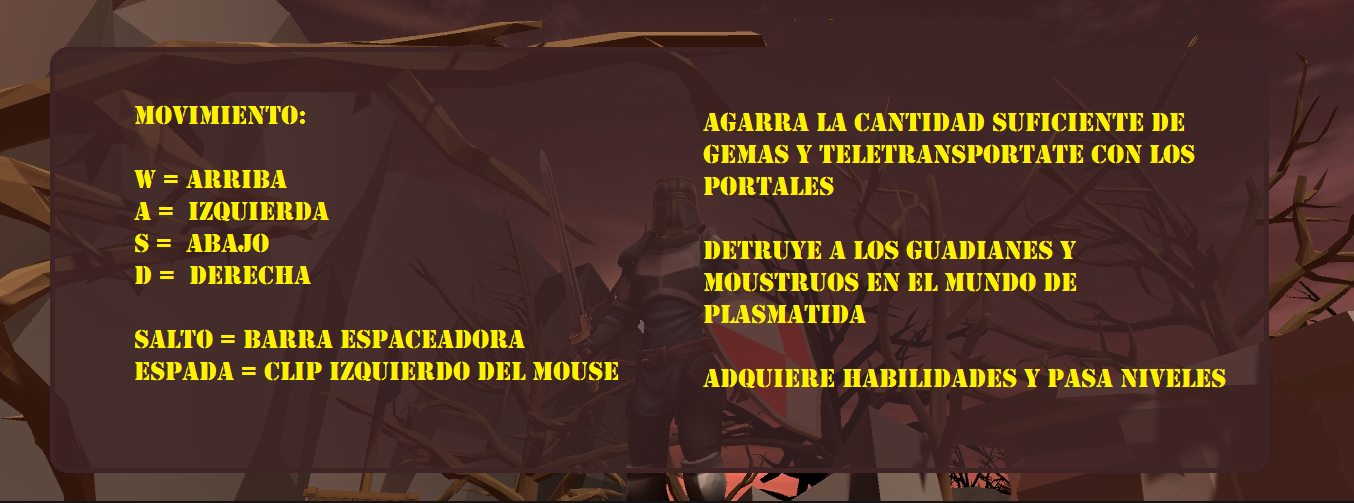 MOVIMIENTO:
W = ARRIBA
A =  IZQUIERDA
S =  ABAJO
D =  DERECHA
SALTO = BARRA ESPACEADORA
ESPADA = CLIP IZQUIERDO DEL MOUSE
AGARRA LA CANTIDAD SUFICIENTE DE
GEMAS Y TELETRANSPORTATE CON LOS
PORTALES
DETRUYE A LOS GUADIANES Y
MOUSTRUOS EN EL MUNDO DE
PLASMATIDA
ADQUIERE HABILIDADES Y PASA NIVELES